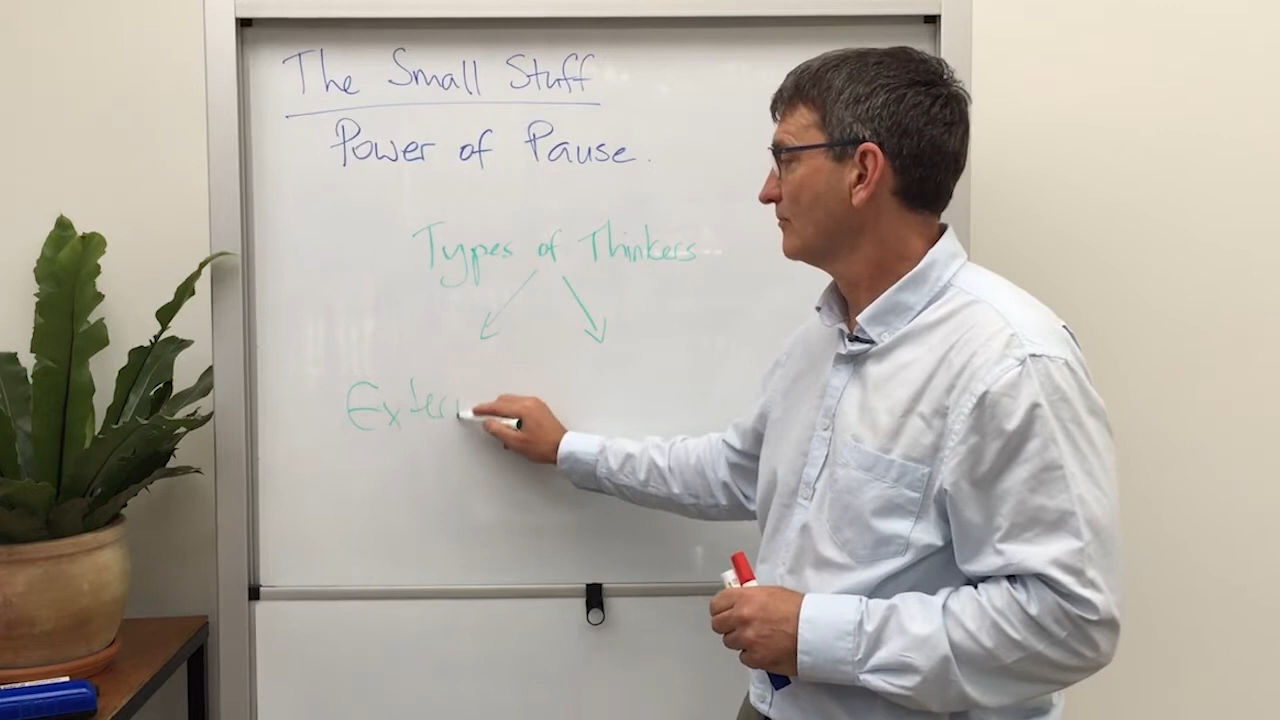 The Small Stuff
Power of Pause.
Types of Thinkers
Exter